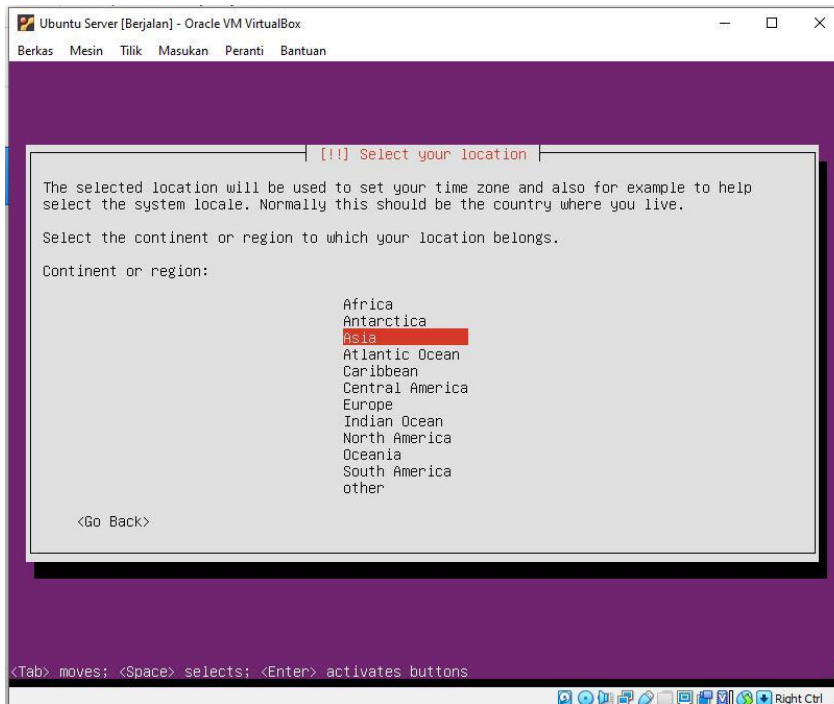 Ubuntu Server [Berjalan] - Oracle VM VirtualBox
Berkas Mesin Tilik Masukan Peranti Bantuan
[!!] Select your location
The selected location will be used to set your time zone and also for example to help
select the system locale. Normally this should be the country where you live.
Select the continent or region to which your location belongs.
Continent or region:
Africa
Antarctica
Asia
Atlantic Ocean
Caribbean
Central America
Europe
Indian Ocean
North America
Oceania
South America
other
<Go Back>
<Tab> moves; <Space> selects; <Enter> activates buttons
Right Ctrl